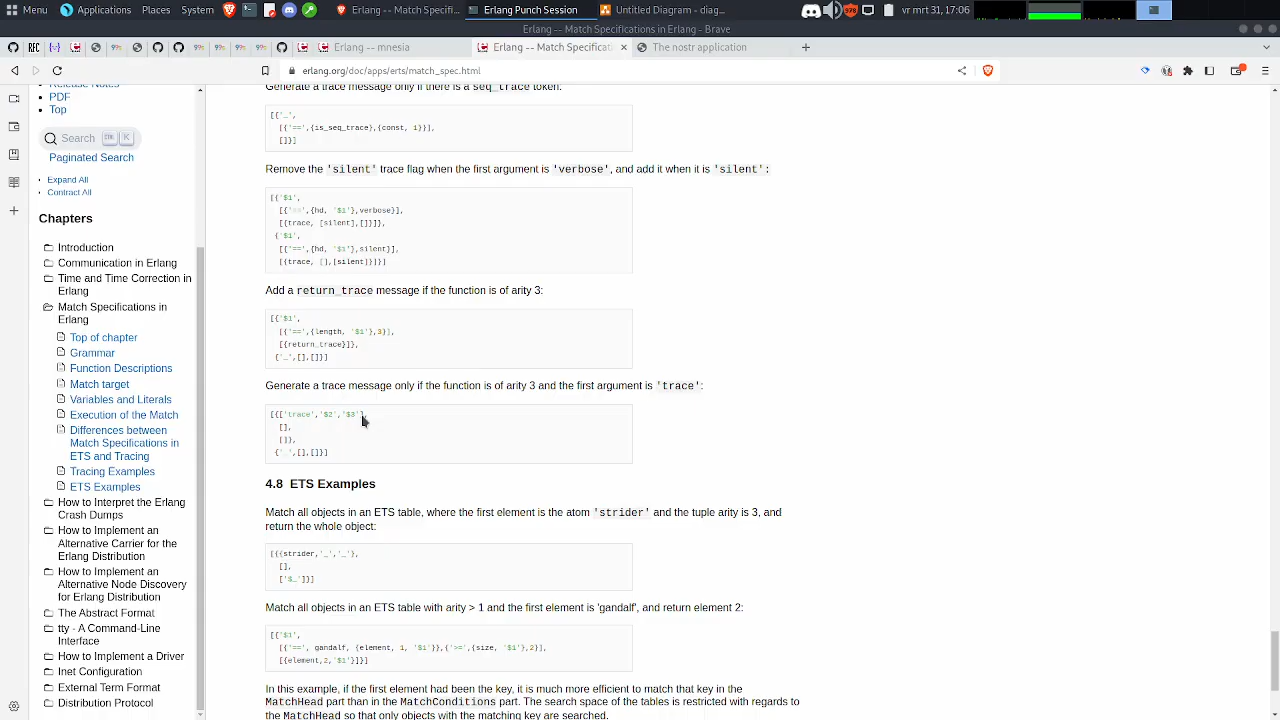 Menu Applications Places System Erlang -- Match Specifi... Erlang Punch Session Untitled Diagram - diag... 978 vr mrt 31, 17:06
Erlang -- Match Specifications in Erlang - Brave
Erlang -- mnesia Erlang -- Match Specificati The nostr application
erlang.org/doc/apps/erts/match_spec.html
Release Notes
PDF
Top
Search Ctrl K
Paginated Search
Expand All
Contract All
Chapters
Introduction
Communication in Erlang
Time and Time Correction in
Erlang
Match Specifications in
Erlang
Top of chapter
Grammar
Function Descriptions
Match target
Variables and Literals
Execution of the Match
Differences between
Match Specifications in
ETS and Tracing
Tracing Examples
ETS Examples
How to Interpret the Erlang
Crash Dumps
How to Implement an
Alternative Carrier for the
Erlang Distribution
How to Implement an
Alternative Node Discovery
for Erlang Distribution
The Abstract Format
tty - A Command-Line
Interface
How to Implement a Driver
Inet Configuration
External Term Format
Distribution Protocol
Generate a trace message only if there is a seq_trace token:
[{'_',
[{'==',{is_seq_trace},{const, 1}}],
[]}]
Remove the 'silent' trace flag when the first argument is 'verbose', and add it when it is 'silent':
[{'$1',
[{'==',{hd, '$1'},verbose}],
[{trace, [silent],[]}]},
{'$1',
[{'==',{hd, '$1'},silent}],
[{trace, [],[silent]}]}]
Add a return_trace message if the function is of arity 3:
[{'$1',
[{'==',{length, '$1'},3}],
[{return_trace}]},
{'_',[],[]}]
Generate a trace message only if the function is of arity 3 and the first argument is 'trace':
[{['trace','$2','$3'],
[],
[]},
{'_',[],[]}]
4.8 ETS Examples
Match all objects in an ETS table, where the first element is the atom 'strider' and the tuple arity is 3, and
return the whole object:
[{{strider,'_','_'},
[],
['$_']}]
Match all objects in an ETS table with arity > 1 and the first element is 'gandalf', and return element 2:
[{'$1',
[{'==', gandalf, {element, 1, '$1'}},{'>=',{size, '$1'},2}],
[{element,2,'$1'}]}]
In this example, if the first element had been the key, it is much more efficient to match that key in the
MatchHead part than in the MatchConditions part. The search space of the tables is restricted with regards to
the MatchHead so that only objects with the matching key are searched.